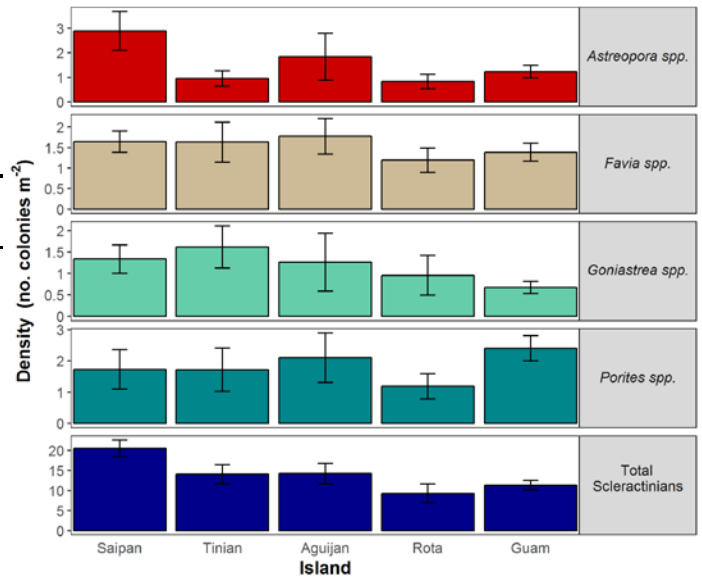 Density (no. colonies m⁻²)
3
2
1
0
Astreopora spp.
2
1.5
1
0.5
0
Favia spp.
2
1.5
1
0.5
0
Goniastrea spp.
3
2
1
0
Porites spp.
20
15
10
5
0
Total
Scleractinians
Saipan Tinian Aguijan Rota Guam
Island